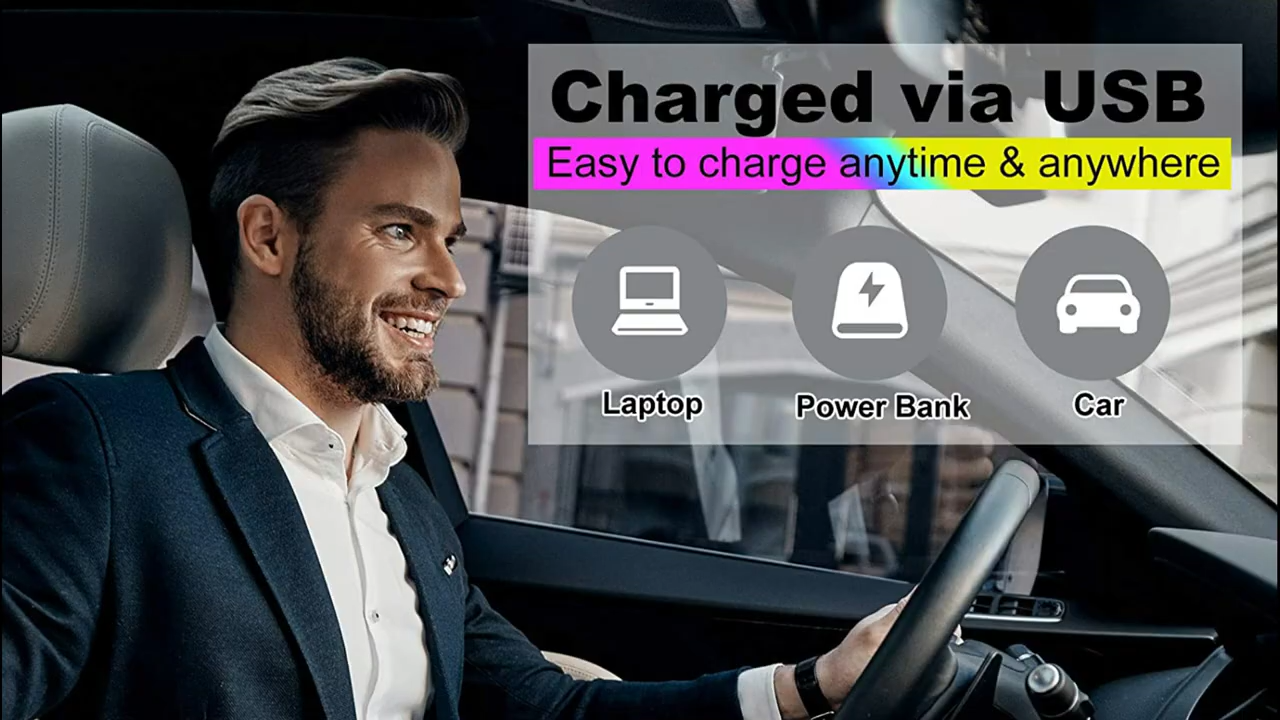 Charged via USB
Easy to charge anytime & anywhere
Laptop
Power Bank
Car